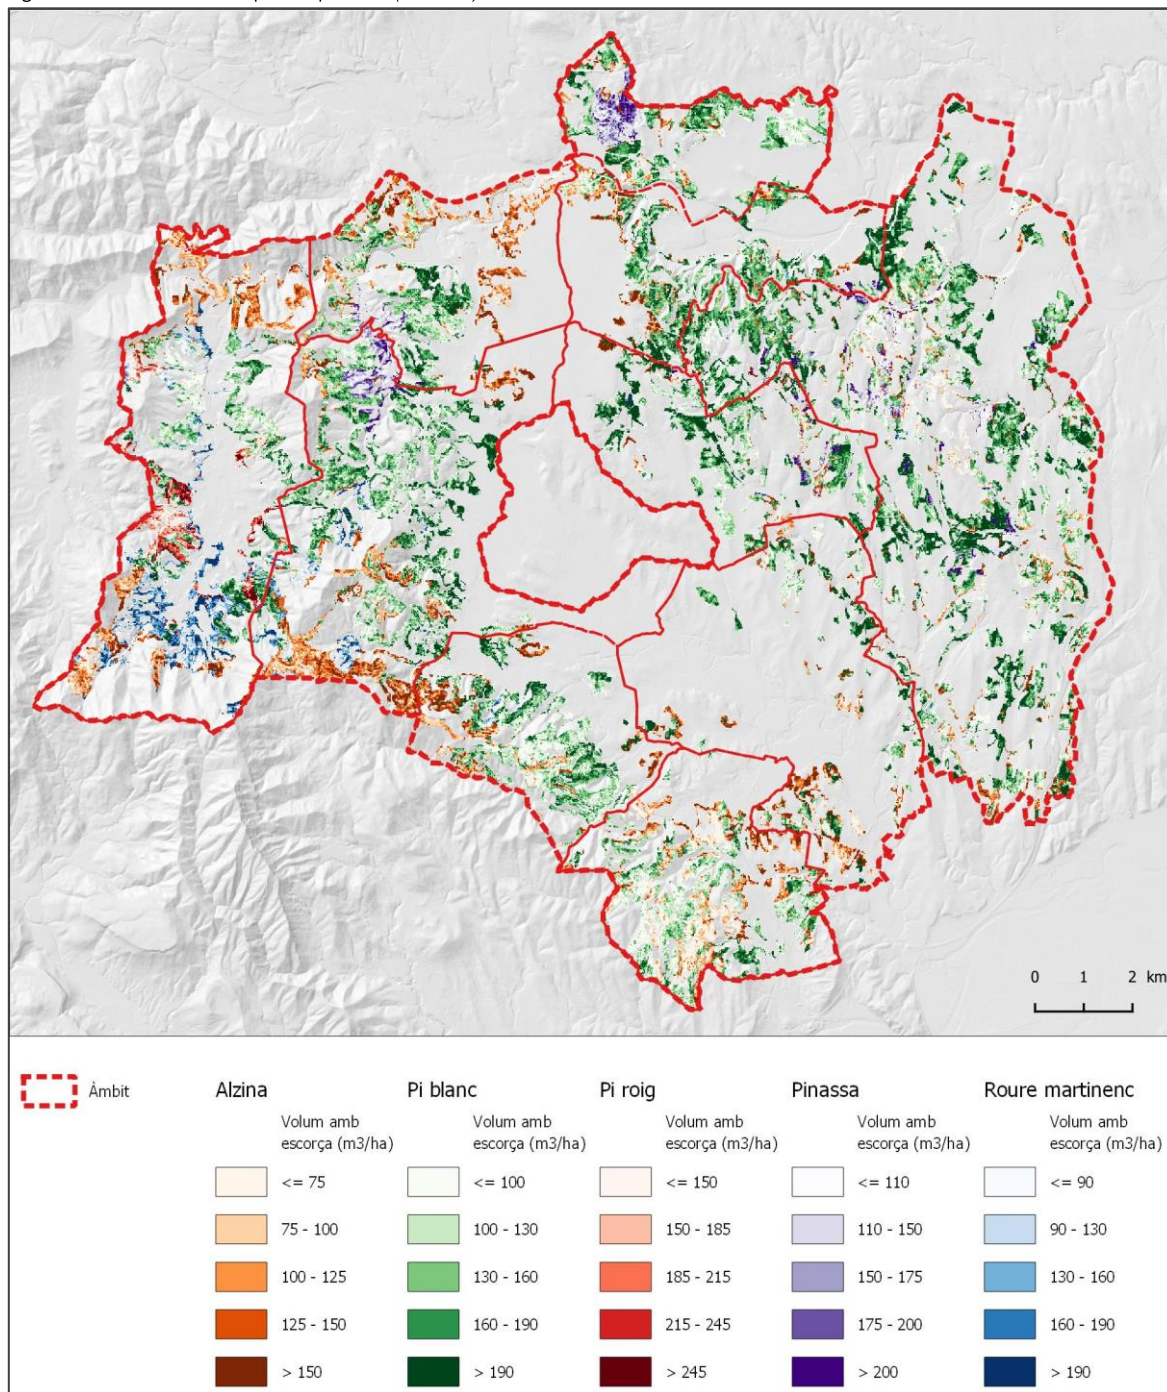 0 1 2 km
Àmbit
Alzina
Volum amb
escorça (m3/ha)
<= 75
75 - 100
100 - 125
125 - 150
> 150
Pi blanc
Volum amb
escorça (m3/ha)
<= 100
100 - 130
130 - 160
160 - 190
> 190
Pi roig
Volum amb
escorça (m3/ha)
<= 150
150 - 185
185 - 215
215 - 245
> 245
Pinassa
Volum amb
escorça (m3/ha)
<= 110
110 - 150
150 - 175
175 - 200
> 200
Roure martinenc
Volum amb
escorça (m3/ha)
<= 90
90 - 130
130 - 160
160 - 190
> 190